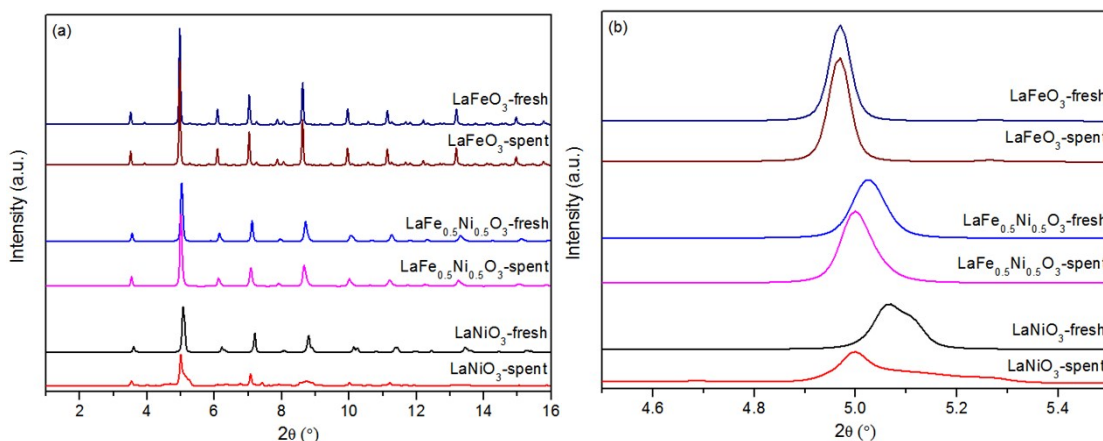 (a)
LaFeO₃-fresh
LaFeO₃-spent
LaFe₀.₅Ni₀.₅O₃-fresh
LaFe₀.₅Ni₀.₅O₃-spent
LaNiO₃-fresh
LaNiO₃-spent
Intensity (a.u.)
2 4 6 8 10 12 14 16
2θ (°)
(b)
LaFeO₃-fresh
LaFeO₃-spent
LaFe₀.₅Ni₀.₅O₃-fresh
LaFe₀.₅Ni₀.₅O₃-spent
LaNiO₃-fresh
LaNiO₃-spent
Intensity (a.u.)
4.6 4.8 5.0 5.2 5.4
2θ (°)